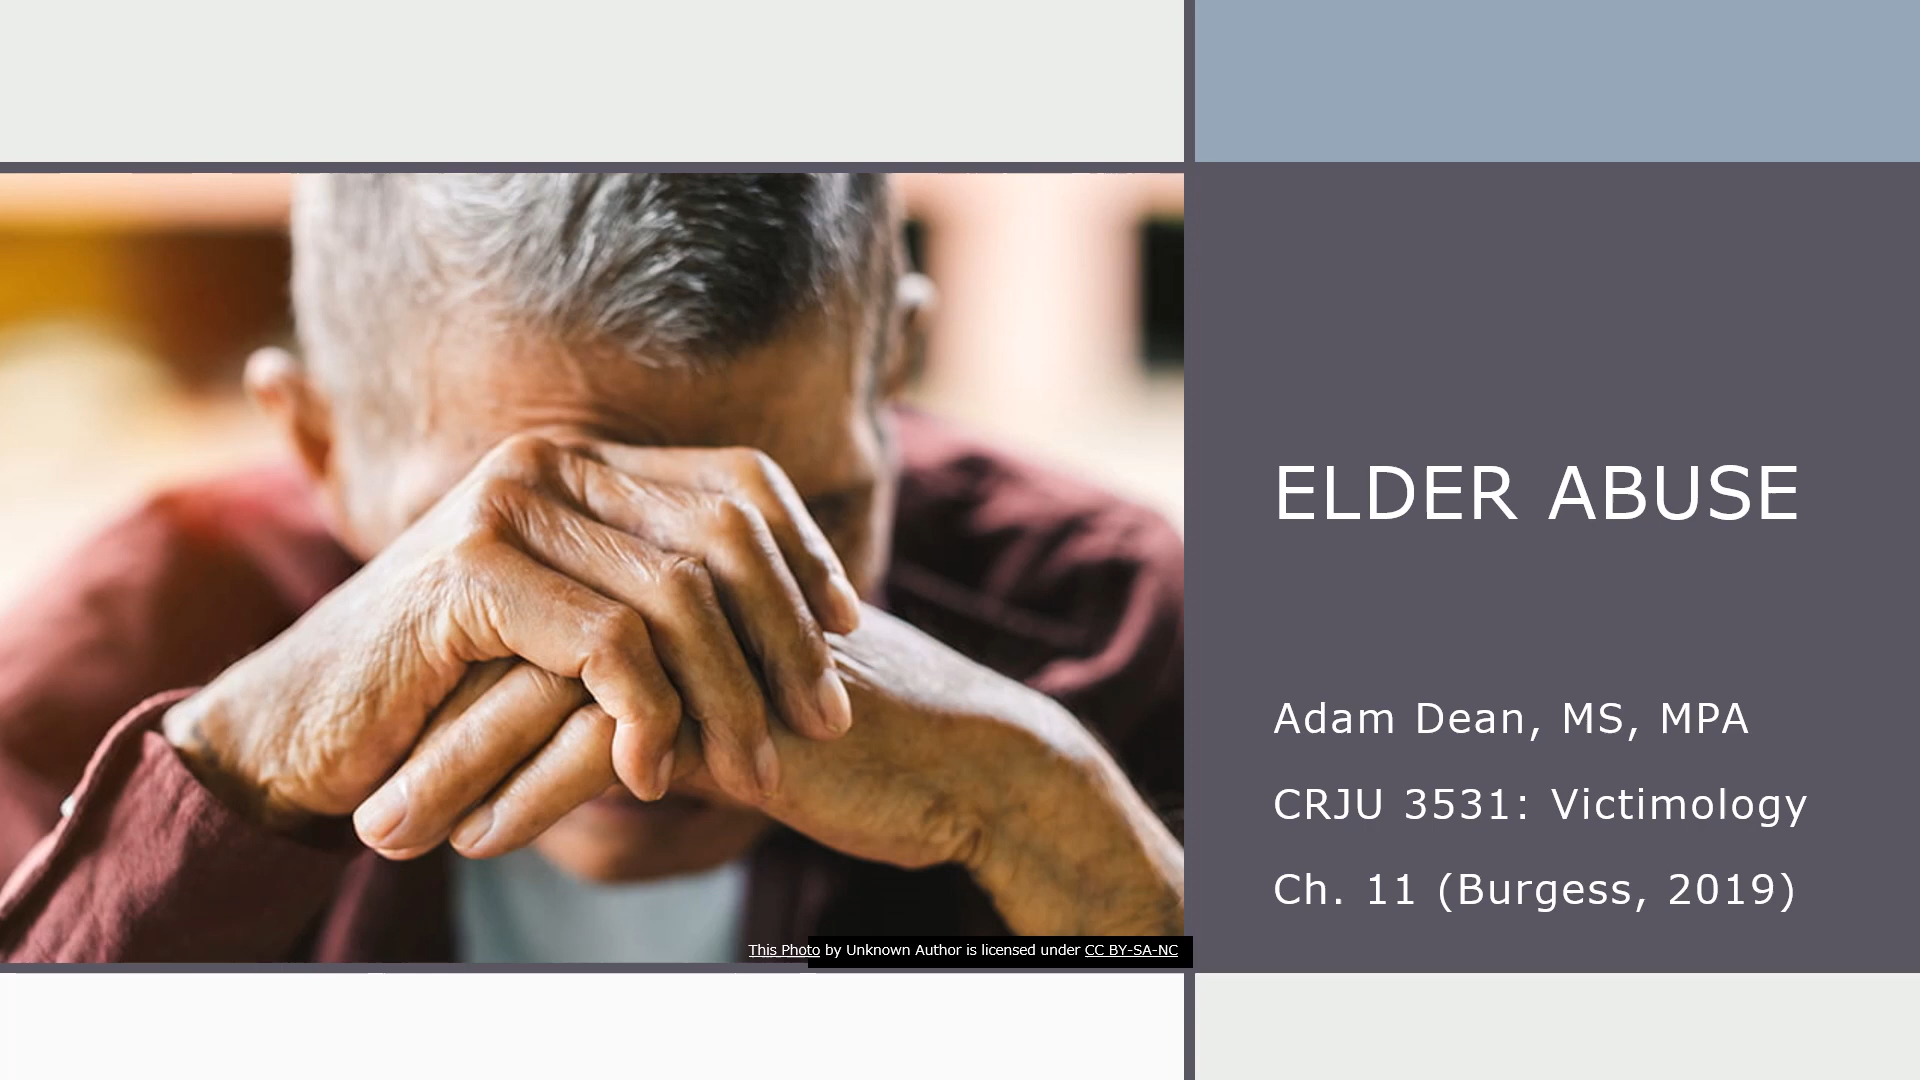 ELDER ABUSE
Adam Dean, MS, MPA
CRJU 3531: Victimology
Ch. 11 (Burgess, 2019)
This Photo by Unknown Author is licensed under CC BY-SA-NC